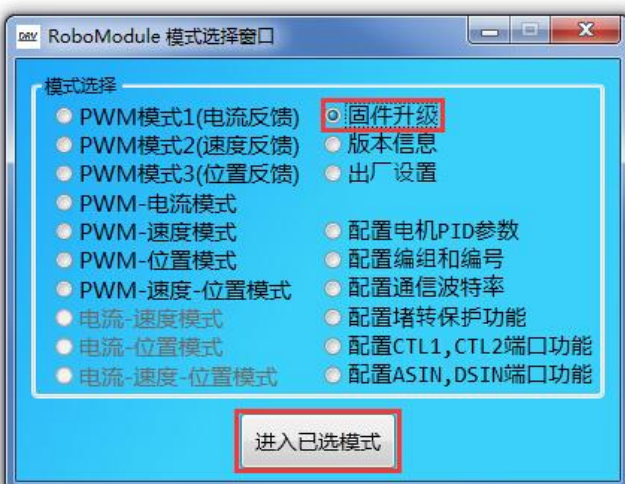 DRV RoboModule 模式选择窗口
模式选择
PWM模式1(电流反馈)
PWM模式2(速度反馈)
PWM模式3(位置反馈)
PWM-电流模式
PWM-速度模式
PWM-位置模式
PWM-速度-位置模式
电流-速度模式
电流-位置模式
电流-速度-位置模式
固件升级
版本信息
出厂设置
配置电机PID参数
配置编组和编号
配置通信波特率
配置堵转保护功能
配置CTL1,CTL2端口功能
配置ASIN,DSIN端口功能
进入已选模式